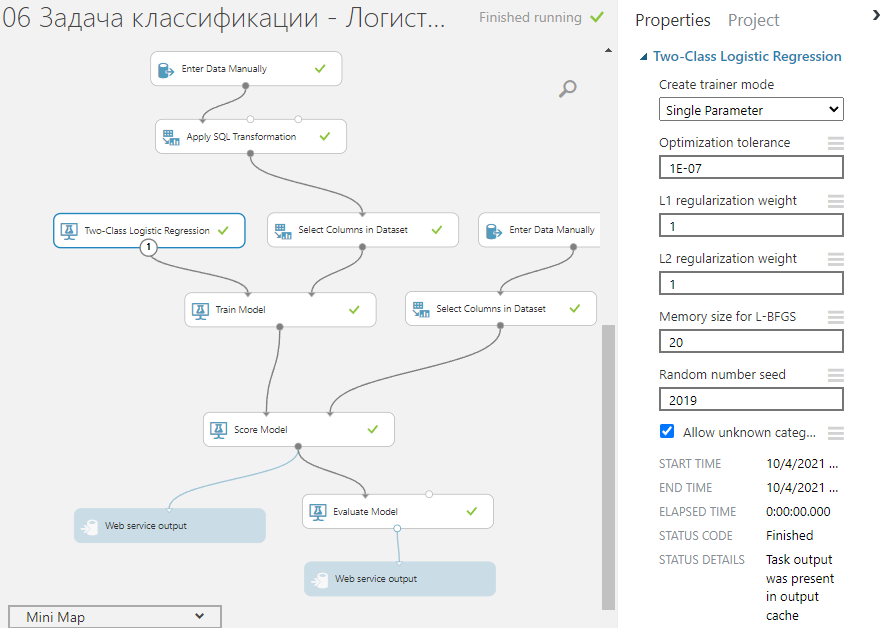 06 Задача классификации - Логист...
Finished running
Enter Data Manually
Apply SQL Transformation
Two-Class Logistic Regression
Select Columns in Dataset
Enter Data Manually
1
Train Model
Select Columns in Dataset
Score Model
Web service output
Evaluate Model
Web service output
Mini Map
Properties Project
Two-Class Logistic Regression
Create trainer mode
Single Parameter
Optimization tolerance
1E-07
L1 regularization weight
1
L2 regularization weight
1
Memory size for L-BFGS
20
Random number seed
2019
Allow unknown categ...
START TIME 10/4/2021 ...
END TIME 10/4/2021 ...
ELAPSED TIME 0:00:00.000
STATUS CODE Finished
STATUS DETAILS Task output
was present
in output
cache